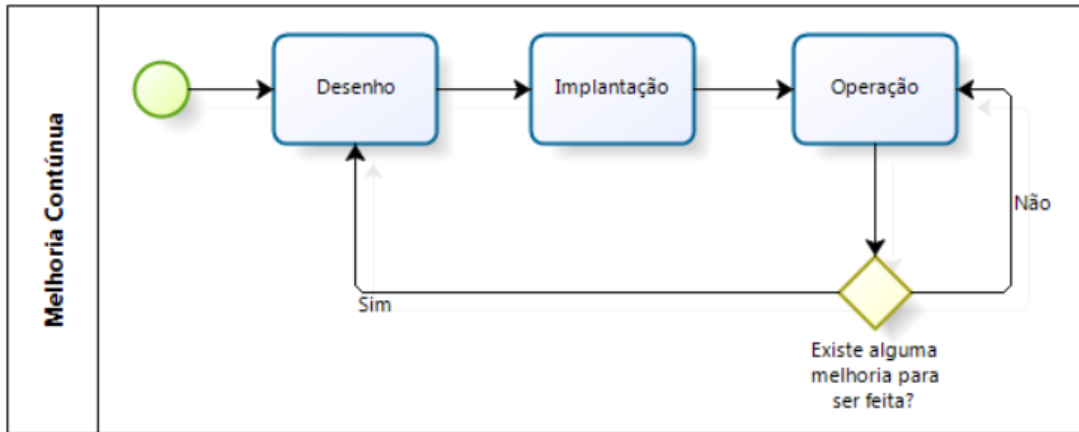 Melhoria Contúnua
Desenho
Implantação
Operação
Não
Sim
Existe alguma
melhoria para
ser feita?